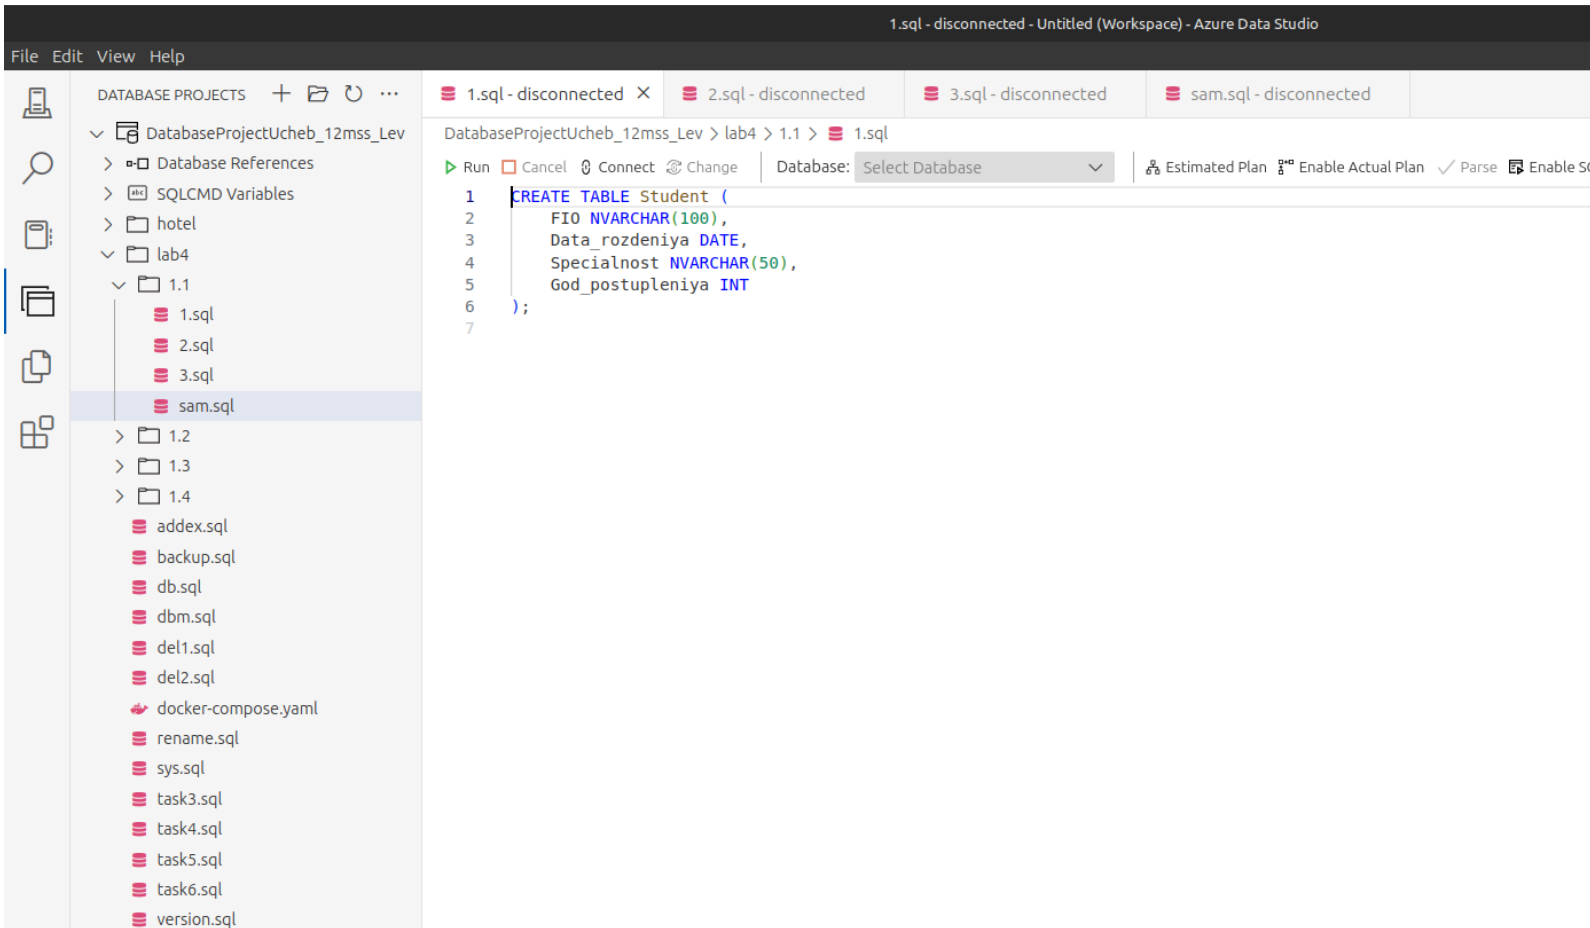 1.sql - disconnected - Untitled (Workspace) - Azure Data Studio
File Edit View Help
DATABASE PROJECTS
DatabaseProjectUcheb_12mss_Lev
Database References
SQLCMD Variables
hotel
lab4
1.1
1.sql
2.sql
3.sql
sam.sql
1.2
1.3
1.4
addex.sql
backup.sql
db.sql
dbm.sql
del1.sql
del2.sql
docker-compose.yaml
rename.sql
sys.sql
task3.sql
task4.sql
task5.sql
task6.sql
version.sql
1.sql - disconnected 2.sql - disconnected 3.sql - disconnected sam.sql - disconnected
DatabaseProjectUcheb_12mss_Lev > lab4 > 1.1 > 1.sql
Run Cancel Connect Change Database: Select Database Estimated Plan Enable Actual Plan Parse Enable SQ
1 CREATE TABLE Student (
2 FIO NVARCHAR(100),
3 Data_rozdeniya DATE,
4 Specialnost NVARCHAR(50),
5 God_postupleniya INT
6 );
7